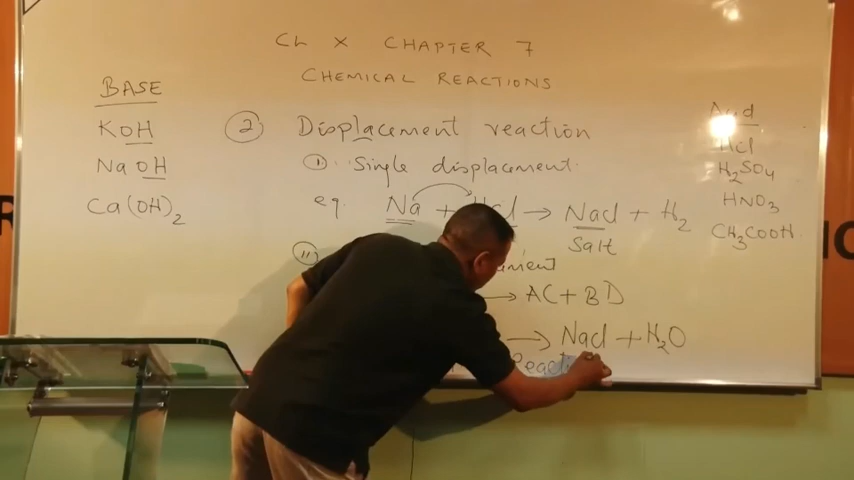 CL X CHAPTER 7
CHEMICAL REACTIONS
BASE
KOH
NaOH
Ca(OH)2
② Displacement reaction
① Single displacement.
eg. Na + HCl → NaCl + H2
Salt
(ii)
→ AC + BD
→ NaCl + H2O
Acid
HCl
H2SO4
HNO3
CH3COOH